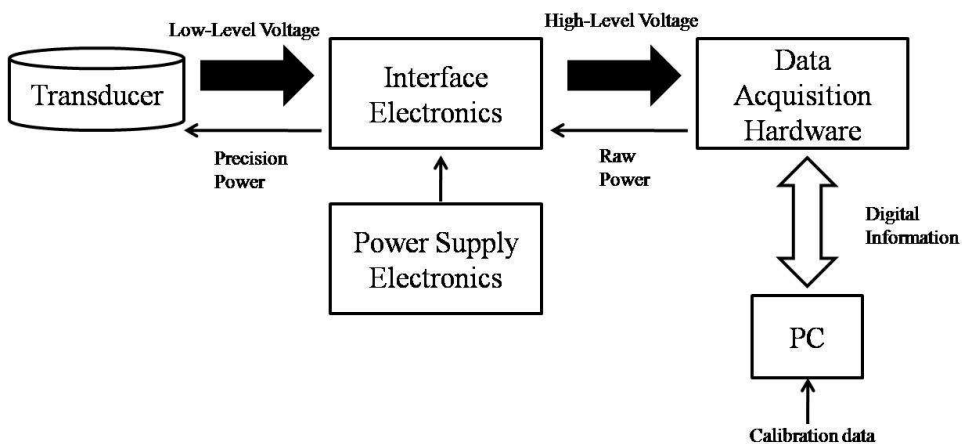 Low-Level Voltage
High-Level Voltage
Transducer
Interface
Electronics
Data
Acquisition
Hardware
Precision
Power
Raw
Power
Power Supply
Electronics
Digital
Information
PC
Calibration data